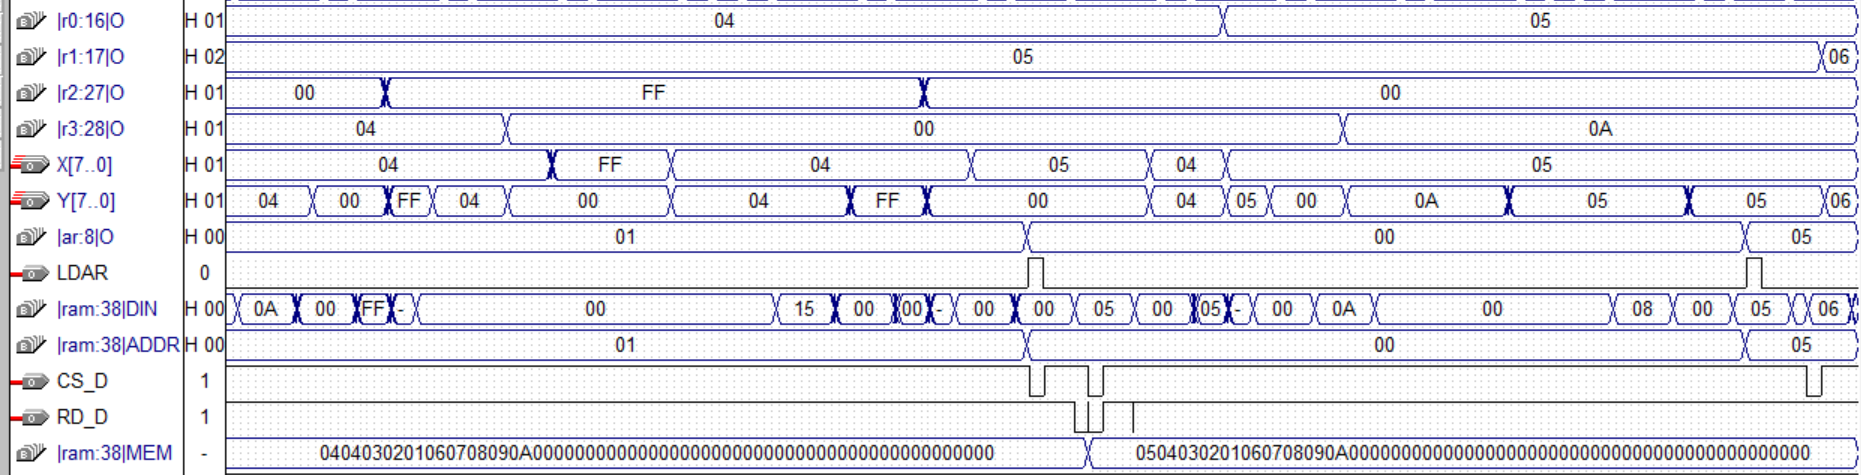 |r0:16|O H 01 04 05
|r1:17|O H 02 05 06
|r2:27|O H 01 00 FF 00
|r3:28|O H 01 04 00 0A
X[7..0] H 01 04 FF 04 05 04 05
Y[7..0] H 01 04 00 FF 04 00 04 FF 00 04 05 00 0A 05 05 06
|ar:8|O H 00 01 00 05
LDAR 0
|ram:38|DIN H 00 0A 00 FF - 00 15 00 00 - 00 00 05 00 05 - 00 0A 00 08 00 05 06
|ram:38|ADDR H 00 01 00 05
CS_D 1
RD_D 1
|ram:38|MEM - 0404030201060708090A00000000000000000000000000000000000000000000 0504030201060708090A00000000000000000000000000000000000000000000